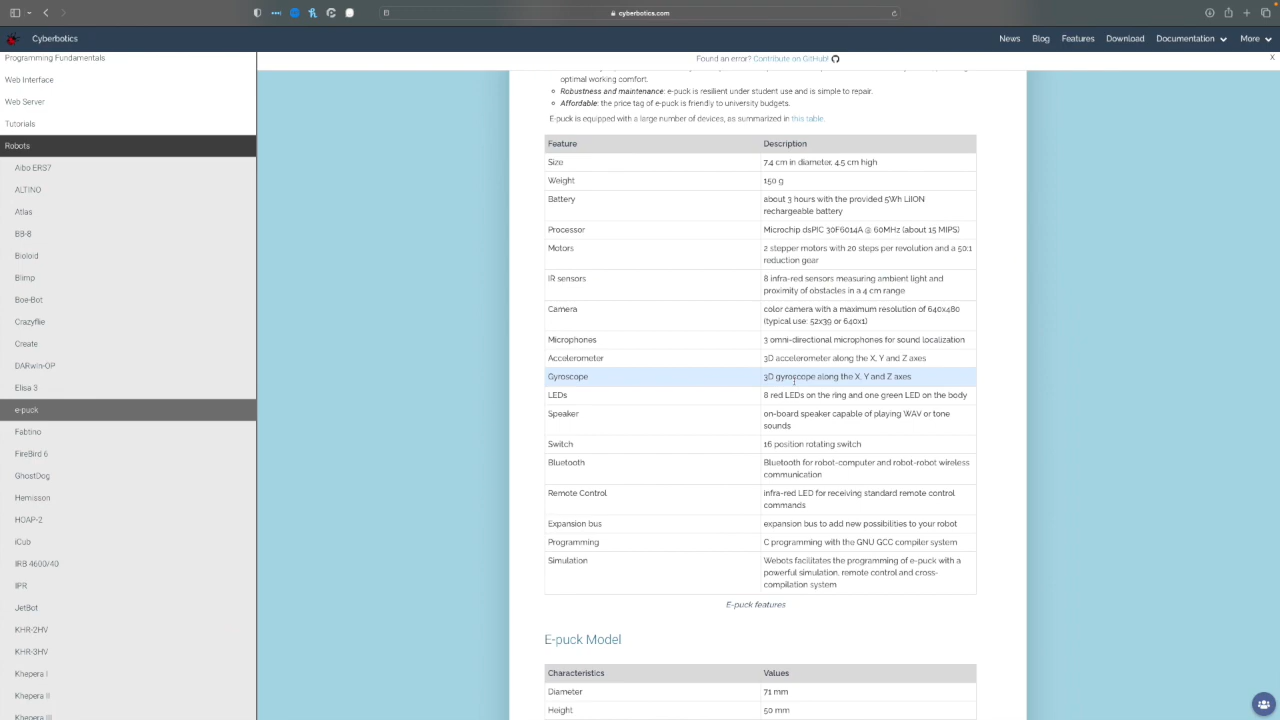 cyberbotics.com
Cyberbotics
News
Blog
Features
Download
Documentation
More
Programming Fundamentals
Web Interface
Web Server
Tutorials
Robots
Aibo ERS7
ALTINO
Atlas
BB-8
Bioloid
Blimp
Boe-Bot
Crazyflie
Create
DARwIn-OP
Elisa 3
e-puck
Fabtino
FireBird 6
GhostDog
Hemisson
HOAP-2
iCub
IRB 4600/40
IPR
JetBot
KHR-2HV
KHR-3HV
Khepera I
Khepera II
Khepera III
Found an error? Contribute on GitHub!
X
optimal working comfort.
Robustness and maintenance: e-puck is resilient under student use and is simple to repair.
Affordable: the price tag of e-puck is friendly to university budgets.
E-puck is equipped with a large number of devices, as summarized in this table.
Feature Description
Size 7.4 cm in diameter, 4.5 cm high
Weight 150 g
Battery about 3 hours with the provided 5Wh LiION
rechargeable battery
Processor Microchip dsPIC 30F6014A @ 60MHz (about 15 MIPS)
Motors 2 stepper motors with 20 steps per revolution and a 50:1
reduction gear
IR sensors 8 infra-red sensors measuring ambient light and
proximity of obstacles in a 4 cm range
Camera color camera with a maximum resolution of 640x480
(typical use: 52x39 or 640x1)
Microphones 3 omni-directional microphones for sound localization
Accelerometer 3D accelerometer along the X, Y and Z axes
Gyroscope 3D gyroscope along the X, Y and Z axes
LEDs 8 red LEDs on the ring and one green LED on the body
Speaker on-board speaker capable of playing WAV or tone
sounds
Switch 16 position rotating switch
Bluetooth Bluetooth for robot-computer and robot-robot wireless
communication
Remote Control infra-red LED for receiving standard remote control
commands
Expansion bus expansion bus to add new possibilities to your robot
Programming C programming with the GNU GCC compiler system
Simulation Webots facilitates the programming of e-puck with a
powerful simulation, remote control and cross-
compilation system
E-puck features
E-puck Model
Characteristics Values
Diameter 71 mm
Height 50 mm